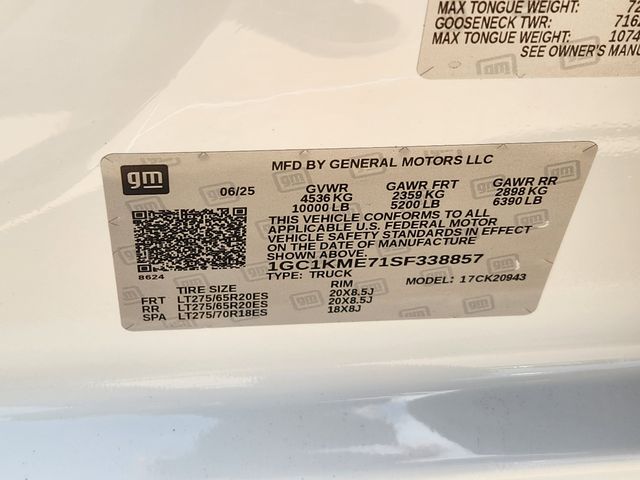 MAX TONGUE WEIGHT:
GOOSENECK TWR:
MAX TONGUE WEIGHT:
SEE OWNER'S
gm
gm
MFD BY GENERAL MOTORS LLC
06/25
GVWR GAWR FRT GAWR RR
4536 KG 2359 KG 2898 KG
10000 LB 5200 LB 6390 LB
THIS VEHICLE CONFORMS TO ALL
APPLICABLE U.S. FEDERAL MOTOR
VEHICLE SAFETY STANDARDS IN EFFECT
ON THE DATE OF MANUFACTURE
SHOWN ABOVE.
8624
1GC1KME71SF338857
TYPE: TRUCK MODEL: 17CK20943
TIRE SIZE RIM
FRT LT275/65R20ES 20X8.5J
RR LT275/65R20ES 20X8.5J
SPA LT275/70R18ES 18X8J